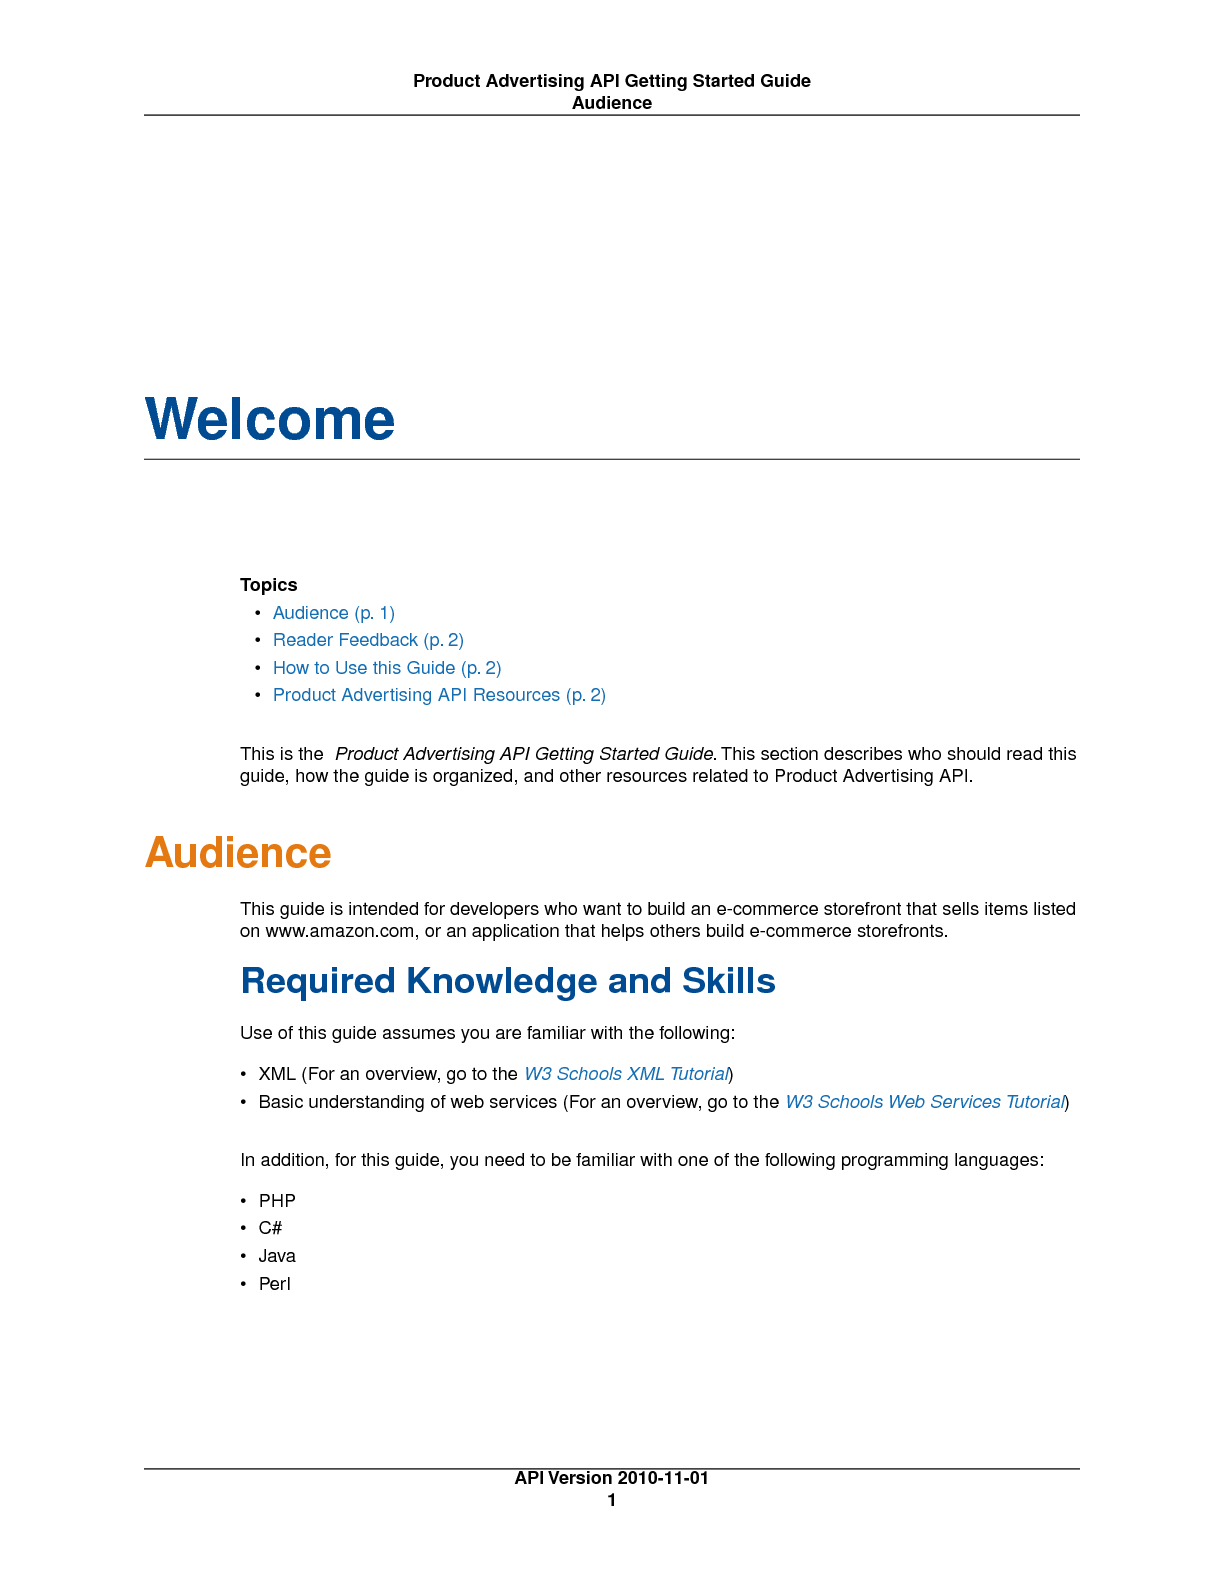 Product Advertising API Getting Started Guide
Audience
Welcome
Topics
• Audience (p. 1)
• Reader Feedback (p. 2)
• How to Use this Guide (p. 2)
• Product Advertising API Resources (p. 2)
This is the Product Advertising API Getting Started Guide. This section describes who should read this
guide, how the guide is organized, and other resources related to Product Advertising API.
Audience
This guide is intended for developers who want to build an e-commerce storefront that sells items listed
on www.amazon.com, or an application that helps others build e-commerce storefronts.
Required Knowledge and Skills
Use of this guide assumes you are familiar with the following:
• XML (For an overview, go to the W3 Schools XML Tutorial)
• Basic understanding of web services (For an overview, go to the W3 Schools Web Services Tutorial)
In addition, for this guide, you need to be familiar with one of the following programming languages:
• PHP
• C#
• Java
• Perl
API Version 2010-11-01
1